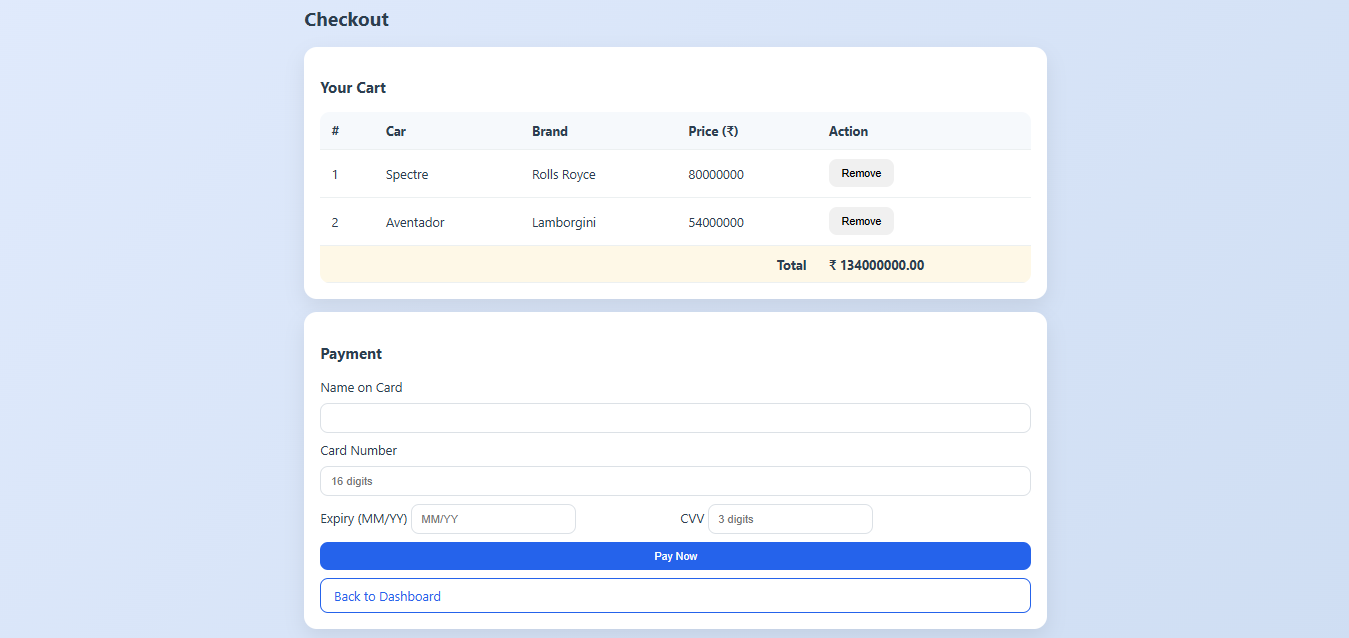 Checkout
Your Cart
# Car Brand Price (₹) Action
1 Spectre Rolls Royce 80000000 Remove
2 Aventador Lamborgini 54000000 Remove
Total ₹ 134000000.00
Payment
Name on Card
Card Number
16 digits
Expiry (MM/YY) MM/YY CVV 3 digits
Pay Now
Back to Dashboard